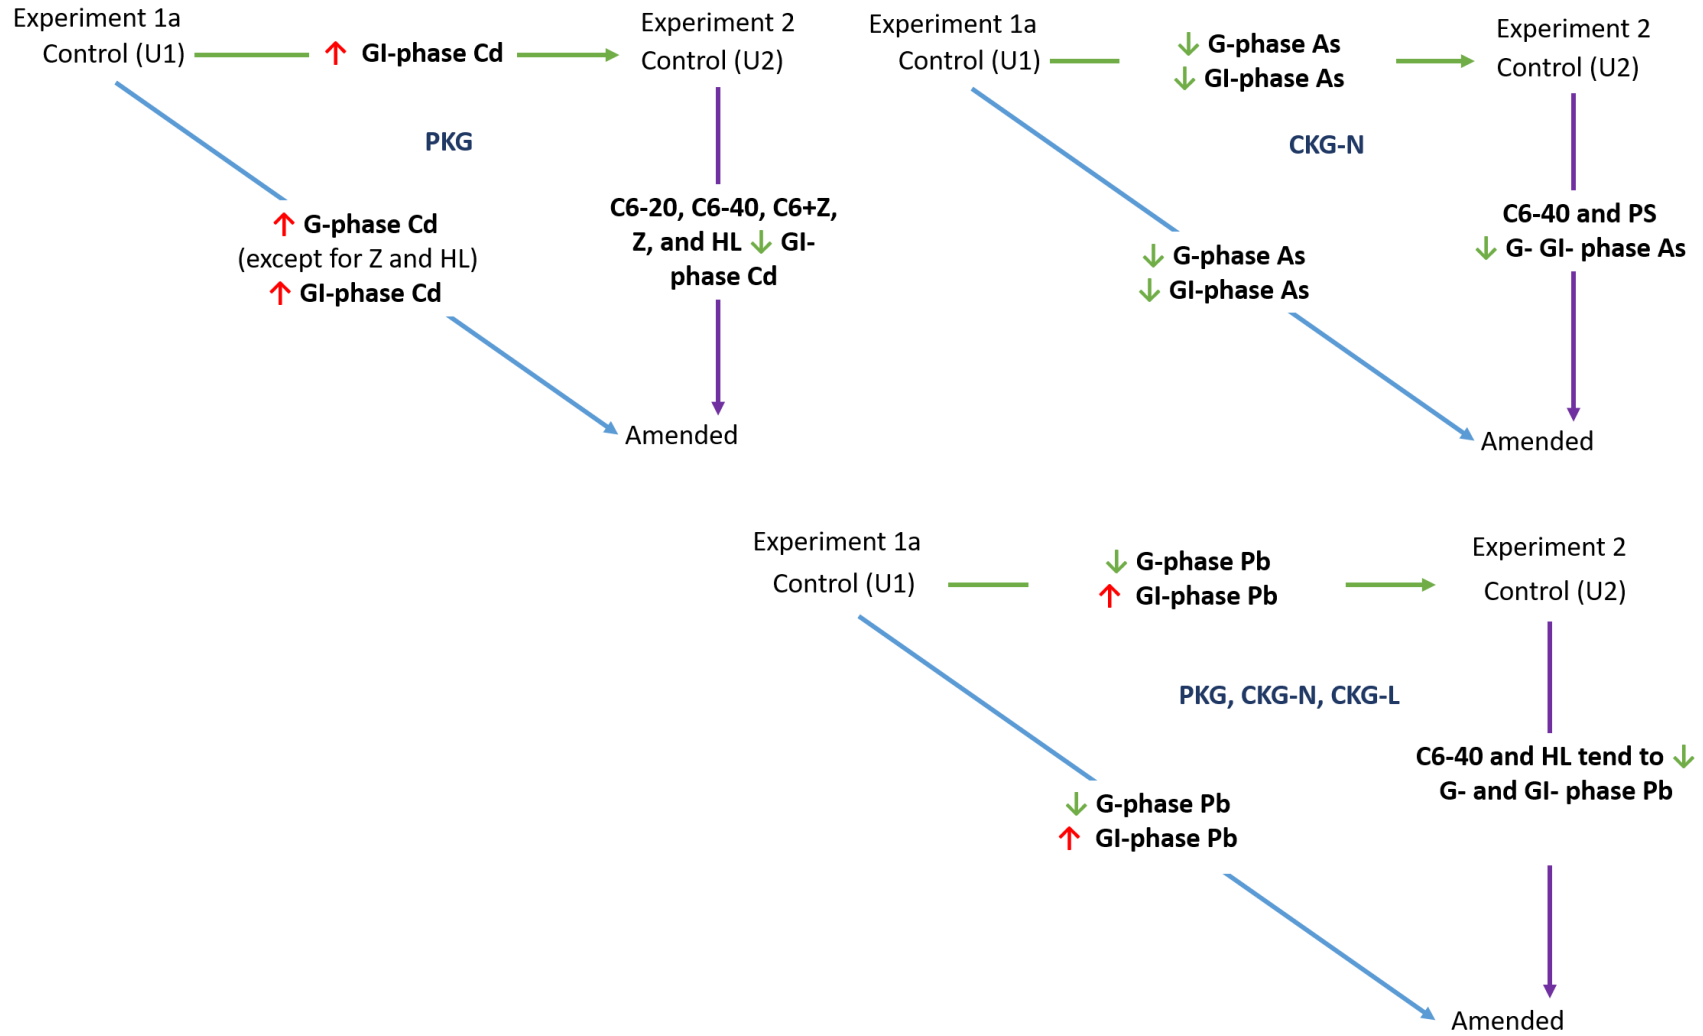 Experiment 1a
Control (U1)
↑ GI-phase Cd
Experiment 2
Control (U2)
PKG
↑ G-phase Cd
(except for Z and HL)
↑ GI-phase Cd
C6-20, C6-40, C6+Z,
Z, and HL ↓ GI-
phase Cd
Amended
Experiment 1a
Control (U1)
↓ G-phase As
↓ GI-phase As
Experiment 2
Control (U2)
CKG-N
↓ G-phase As
↓ GI-phase As
C6-40 and PS
↓ G- GI- phase As
Amended
Experiment 1a
Control (U1)
↓ G-phase Pb
↑ GI-phase Pb
Experiment 2
Control (U2)
PKG, CKG-N, CKG-L
↓ G-phase Pb
↑ GI-phase Pb
C6-40 and HL tend to ↓
G- and GI- phase Pb
Amended